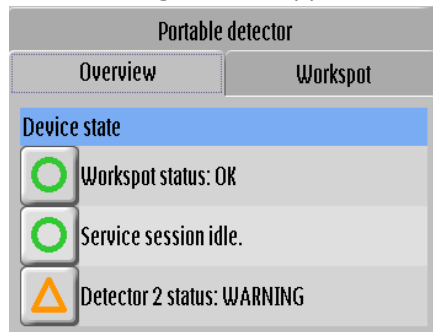 Portable detector
Overview
Workspot
Device state
Workspot status: OK
Service session idle.
Detector 2 status: WARNING